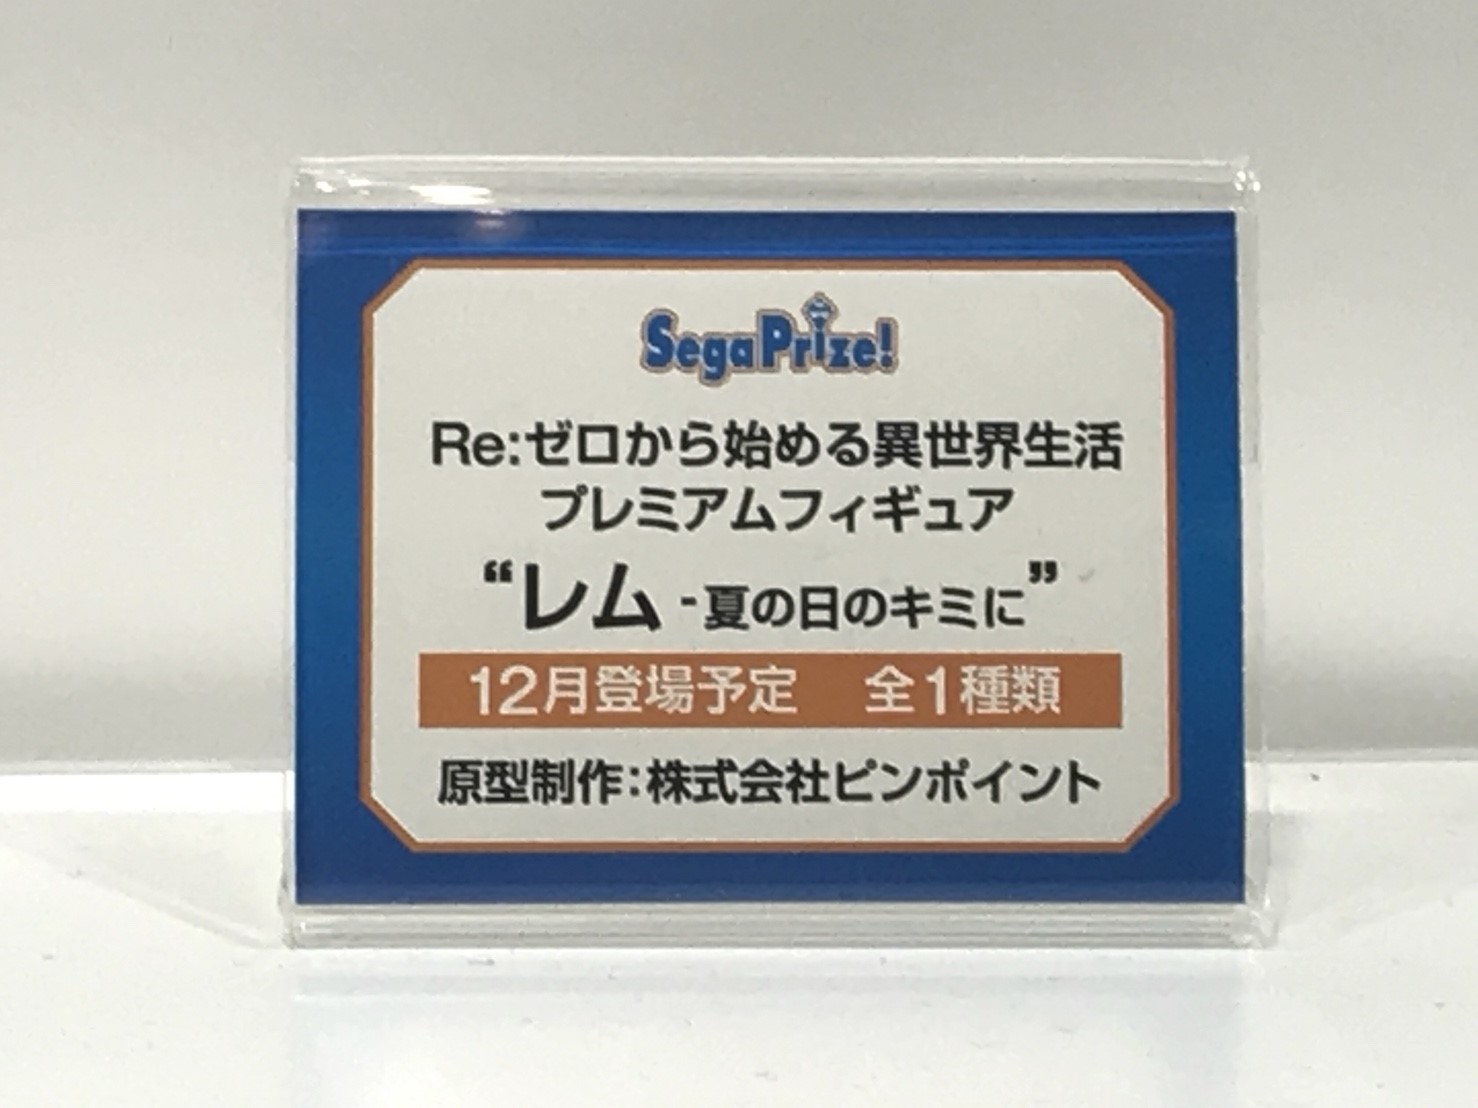 SegaPrize!
Re:ゼロから始める異世界生活
プレミアムフィギュア
“レム -夏の日のキミに”
12月登場予定　全1種類
原型制作:株式会社ピンポイント